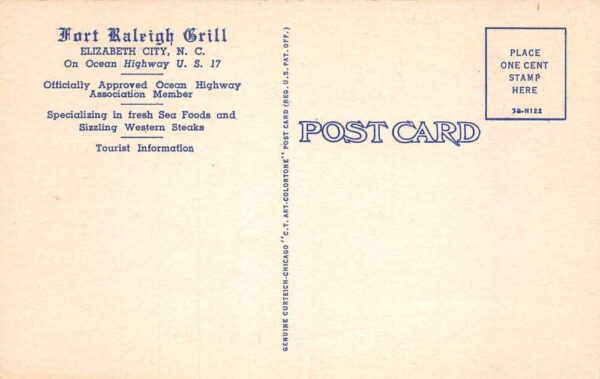 Fort Raleigh Grill
ELIZABETH CITY, N. C.
On Ocean Highway U. S. 17
Officially Approved Ocean Highway
Association Member
Specializing in fresh Sea Foods and
Sizzling Western Steaks
Tourist Information
GENUINE CURTEICH-CHICAGO "C.T. ART-COLORTONE" POST CARD (REG. U.S. PAT. OFF.)
POST CARD
PLACE
ONE CENT
STAMP
HERE
7B-H122